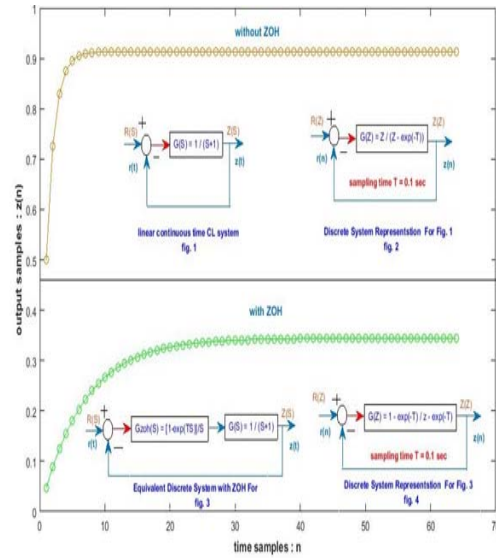 without ZOH
1
0.9
0.8
0.7
0.6
0.5
R(S)
+
G(S) = 1 / (S+1)
Z(S)
r(t)
−
z(t)
linear continuous time CL system
fig. 1
R(Z)
+
G(Z) = Z / (Z - exp(-T))
Z(Z)
r(n)
−
z(n)
sampling time T = 0.1 sec
Discrete System Represenstion For Fig. 1
fig. 2
output samples : z(n)
with ZOH
0.4
0.3
0.2
0.1
0
R(S)
+
Gzoh(S) = [1-exp(TS]]/S
G(S) = 1 / (S+1)
Z(S)
r(t)
−
z(t)
Equivalent Discrete System with ZOH For
fig. 3
R(Z)
+
G(Z) = 1 - exp(-T) / z - exp(-T)
Z(Z)
r(n)
−
z(n)
sampling time T = 0.1 sec
Discrete System Represenstion For Fig. 3
fig. 4
0 10 20 30 40 50 60 70
time samples : n